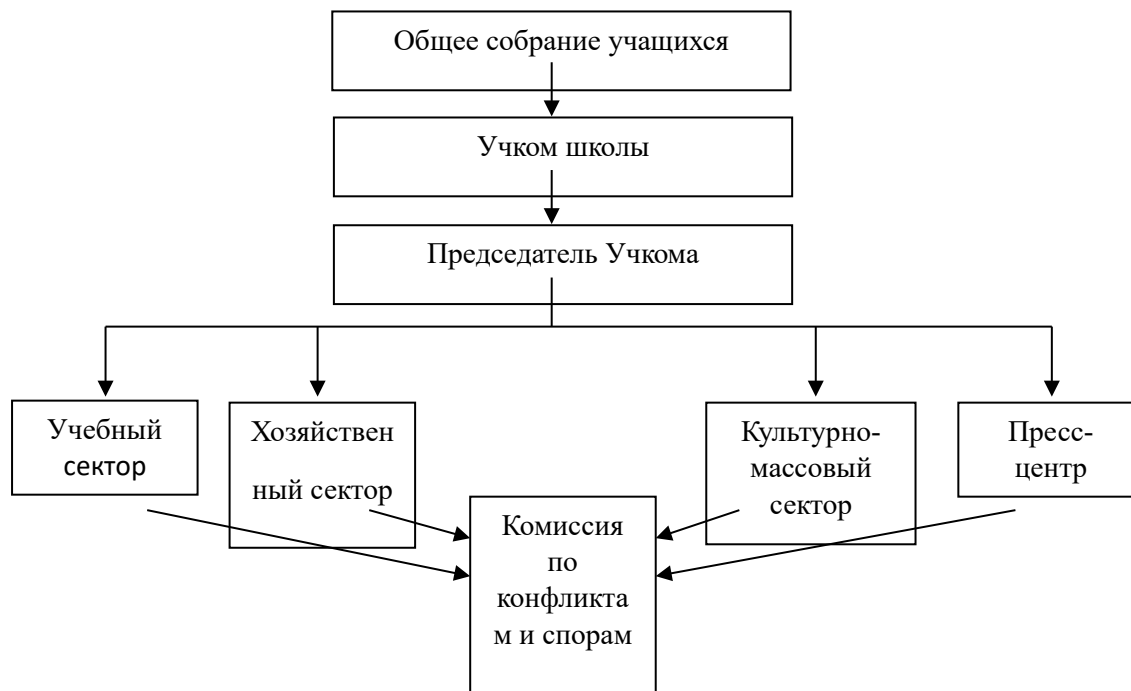 Общее собрание учащихся
Учком школы
Председатель Учкома
Учебный
сектор
Хозяйствен
ный сектор
Культурно-
массовый
сектор
Пресс-
центр
Комиссия
по
конфликта
м и спорам